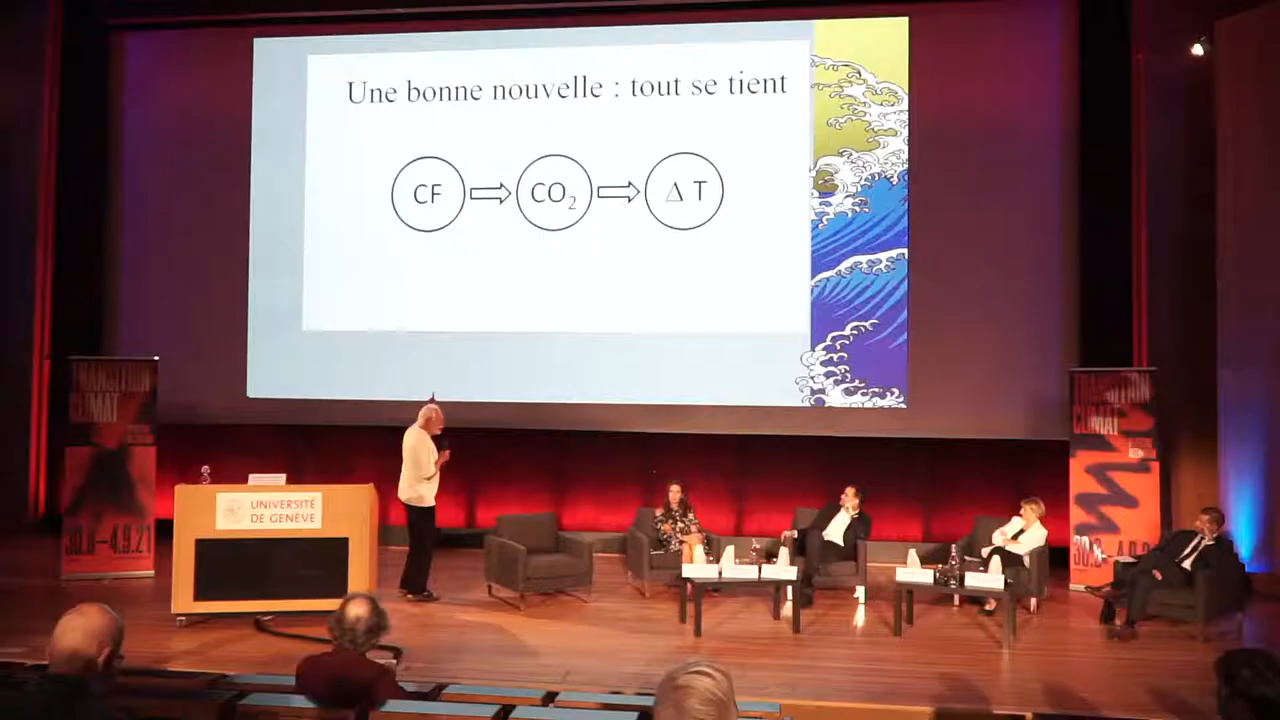 Une bonne nouvelle : tout se tient
CF
CO₂
Δ T
TRANSITION
CLIMAT
30.8–4.9.21
UNIVERSITÉ
DE GENÈVE
CLIMAT